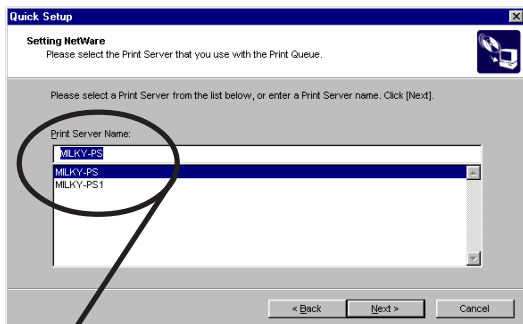 Quick Setup
Setting NetWare
Please select the Print Server that you use with the Print Queue.
Please select a Print Server from the list below, or enter a Print Server name. Click [Next].
Print Server Name:
MILKY-PS
MILKY-PS
MILKY-PS1
< Back Next > Cancel